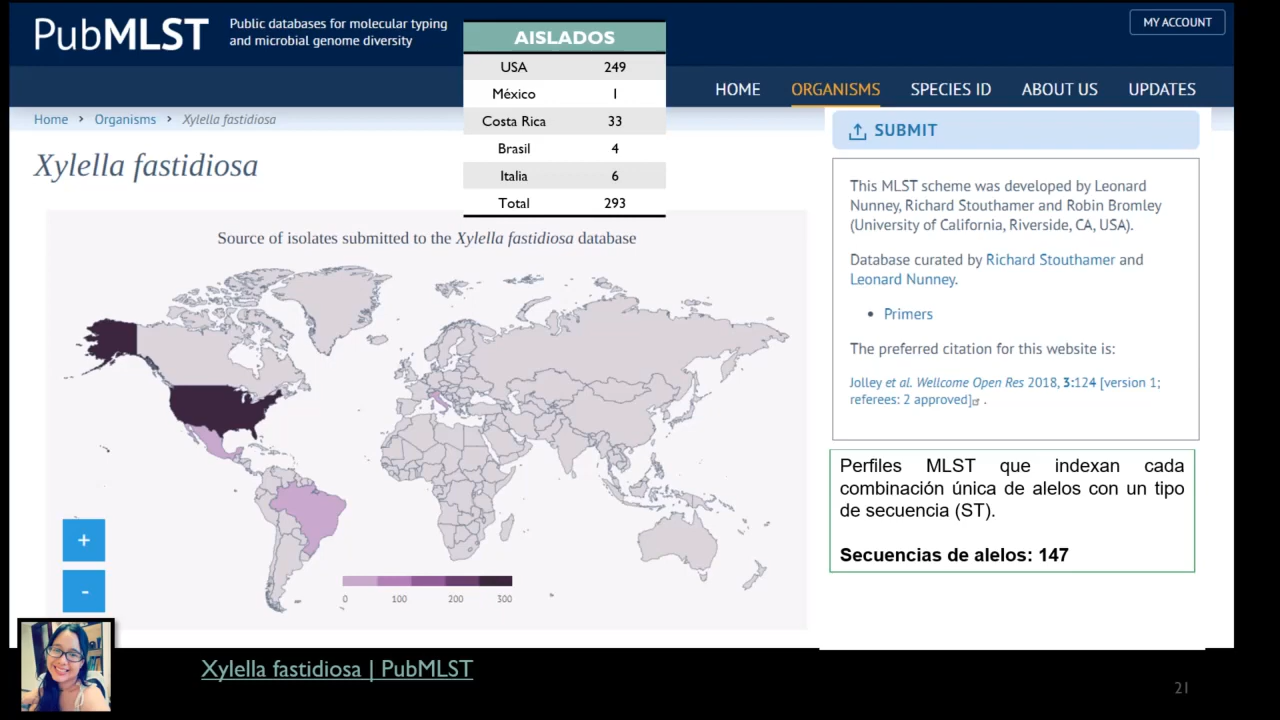 PubMLST
Public databases for molecular typing
and microbial genome diversity
MY ACCOUNT
AISLADOS
USA 249
México 1
Costa Rica 33
Brasil 4
Italia 6
Total 293
HOME ORGANISMS SPECIES ID ABOUT US UPDATES
Home > Organisms > Xylella fastidiosa
Xylella fastidiosa
SUBMIT
Source of isolates submitted to the Xylella fastidiosa database
0 100 200 300
+
-
This MLST scheme was developed by Leonard
Nunney, Richard Stouthamer and Robin Bromley
(University of California, Riverside, CA, USA).
Database curated by Richard Stouthamer and
Leonard Nunney.
• Primers
The preferred citation for this website is:
Jolley et al. Wellcome Open Res 2018, 3:124 [version 1;
referees: 2 approved] .
Perfiles MLST que indexan cada
combinación única de alelos con un tipo
de secuencia (ST).
Secuencias de alelos: 147
Xylella fastidiosa | PubMLST
21